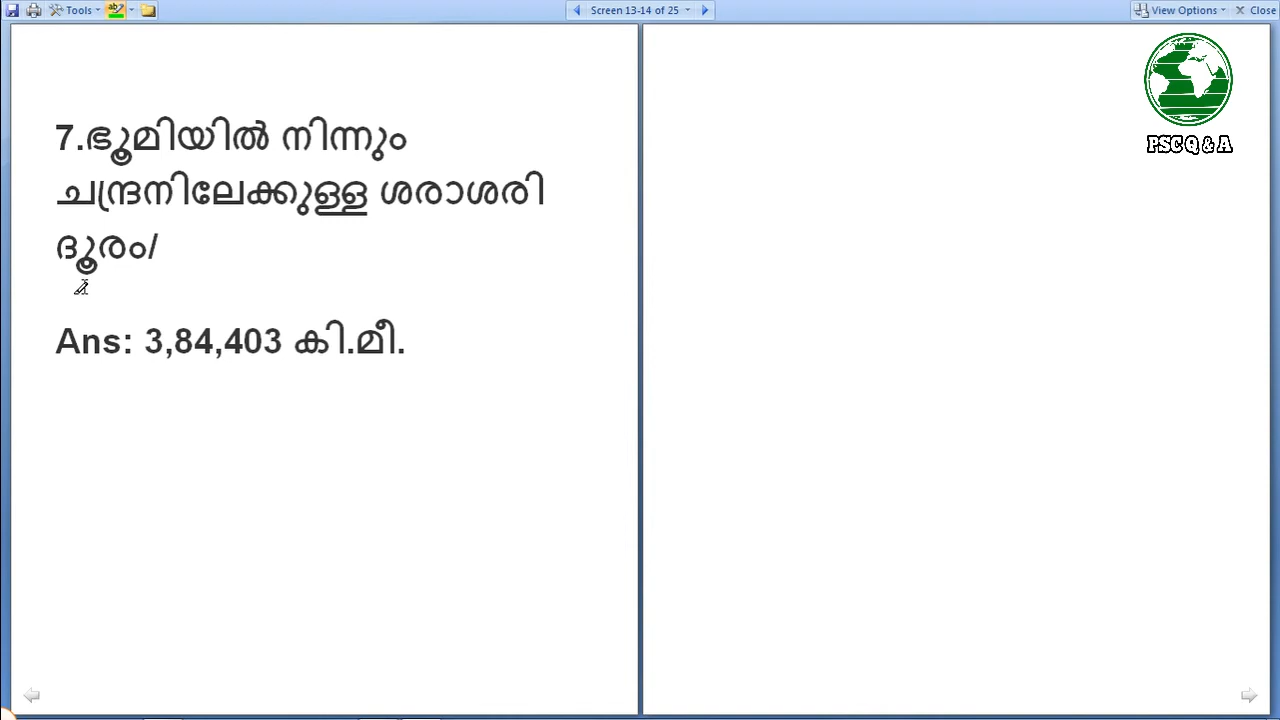 Tools
Screen 13-14 of 25
View Options
Close
7.ഭൂമിയിൽ നിന്നും
ചന്ദ്രനിലേക്കുള്ള ശരാശരി
ദൂരം/
Ans: 3,84,403 കി.മീ.
PSC Q & A